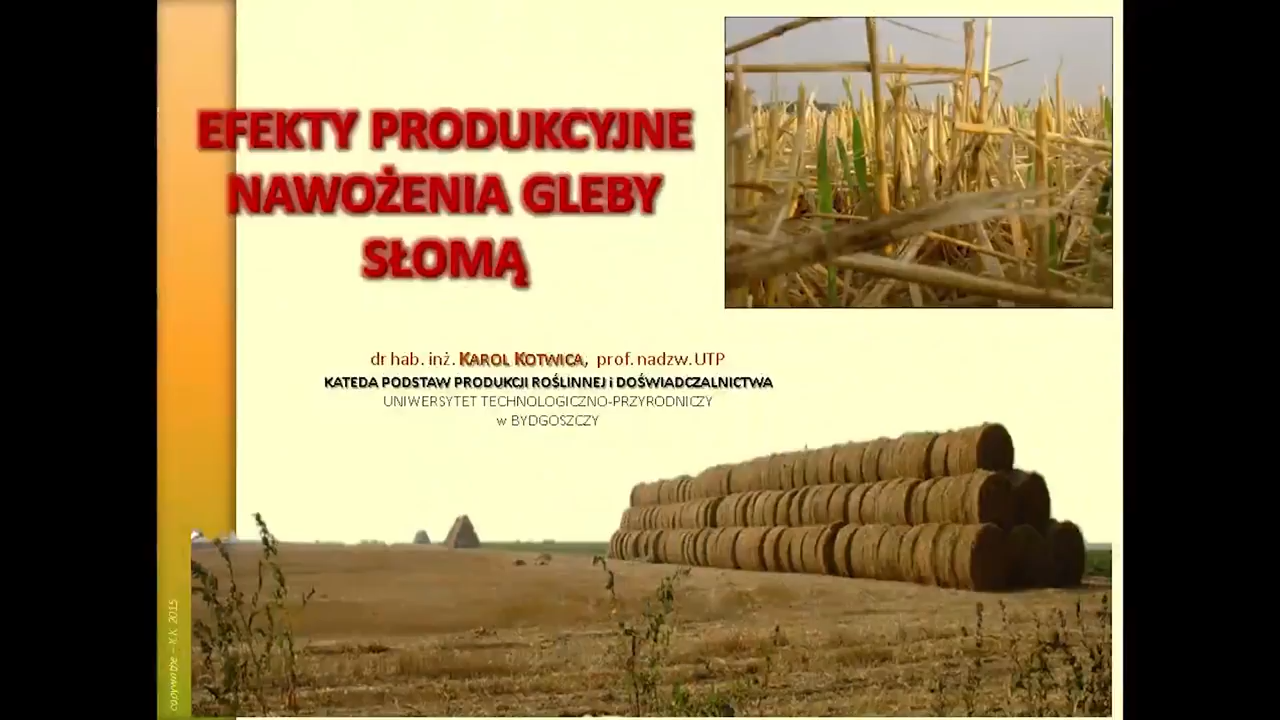 EFEKTY PRODUKCYJNE
NAWOŻENIA GLEBY
SŁOMĄ
dr hab. inż. KAROL KOTWICA, prof. nadzw. UTP
KATEDA PODSTAW PRODUKCJI ROŚLINNEJ i DOŚWIADCZALNICTWA
UNIWERSYTET TECHNOLOGICZNO-PRZYRODNICZY
w BYDGOSZCZY
– K.K. 2015